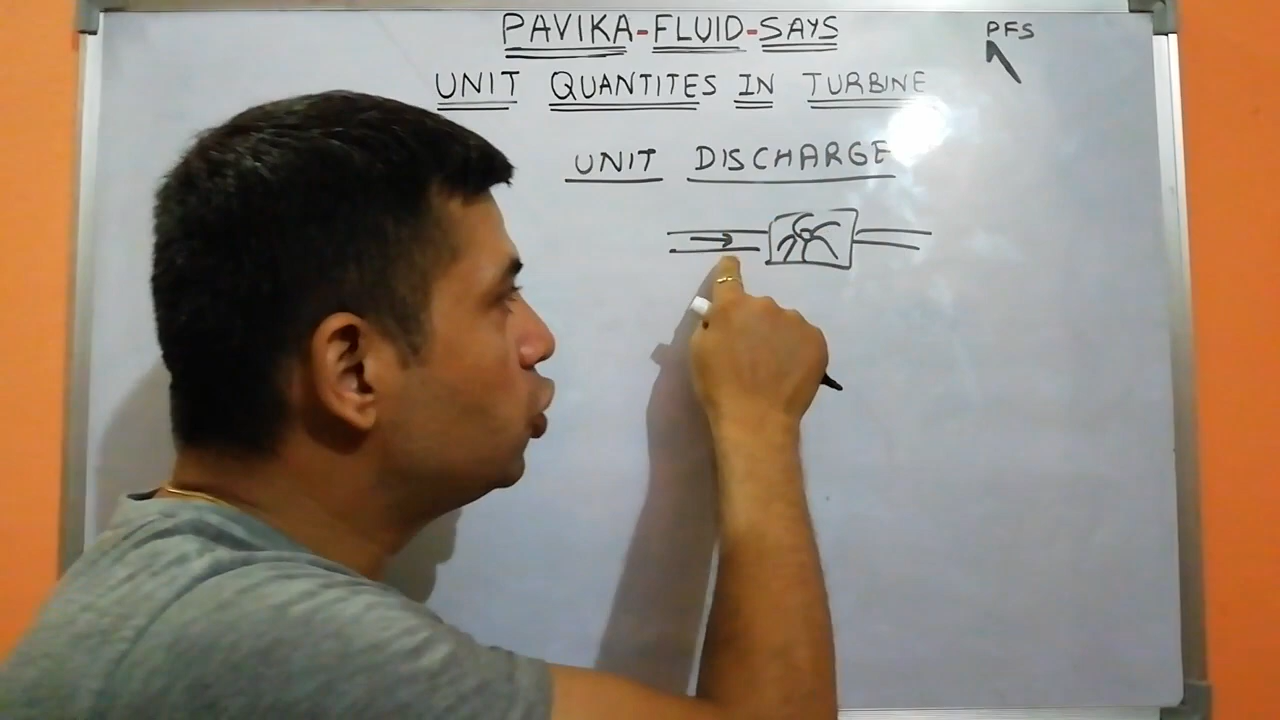 PAVIKA-FLUID-SAYS
PFS
UNIT QUANTITES IN TURBINE
UNIT DISCHARGE